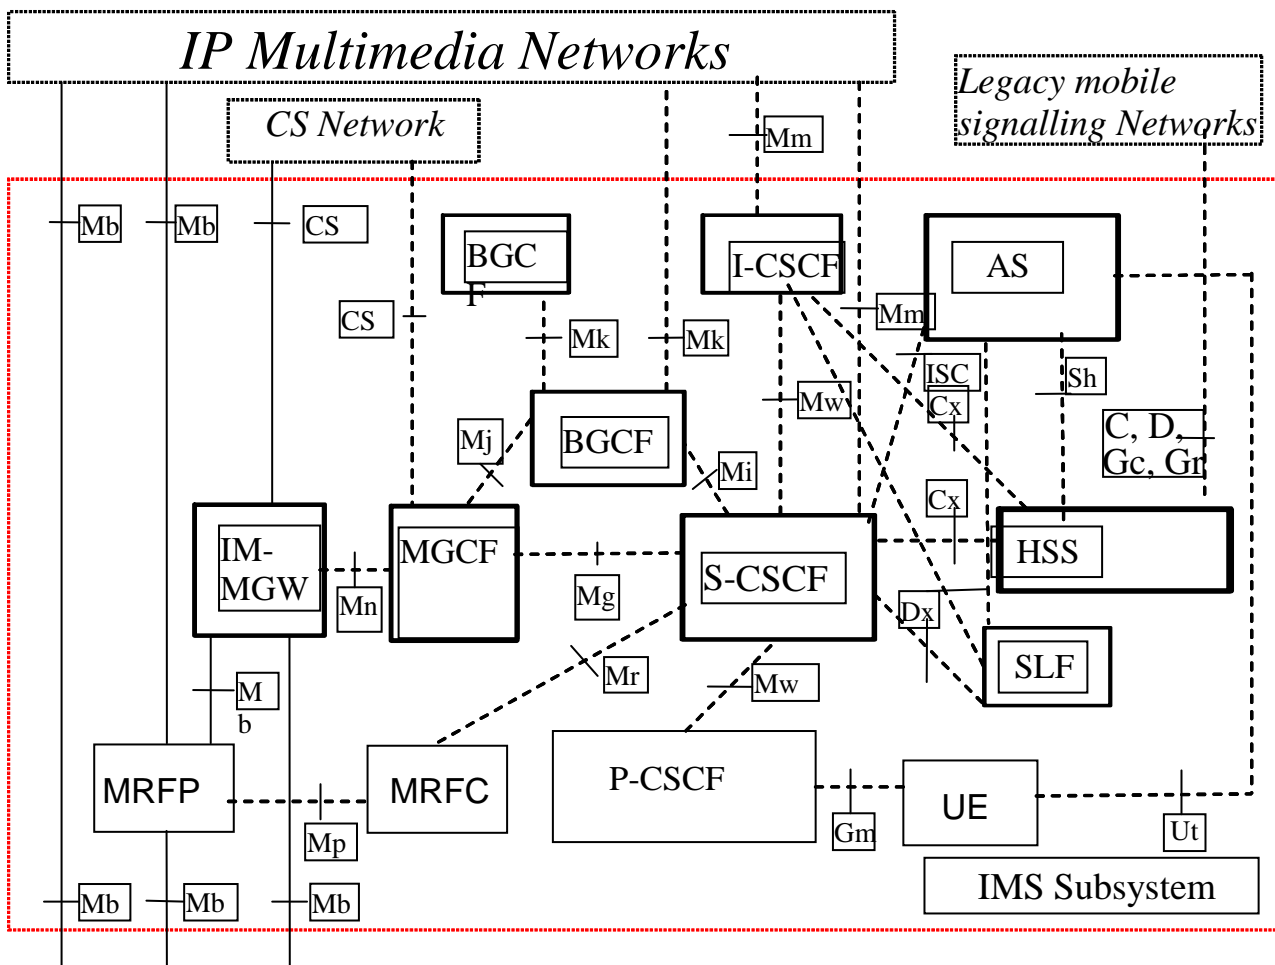 IP Multimedia Networks
Legacy mobile
signalling Networks
CS Network
Mm
Mb
Mb
CS
BGC
F
I-CSCF
AS
CS
Mm
Mk
Mk
ISC
Sh
Mw
Cx
C, D,
Gc, Gr
Mj
BGCF
Mi
Cx
IM-
MGW
MGCF
S-CSCF
HSS
Mn
Mg
Dx
Mr
Mw
SLF
M
b
MRFP
MRFC
P-CSCF
UE
Mp
Gm
Ut
IMS Subsystem
Mb
Mb
Mb